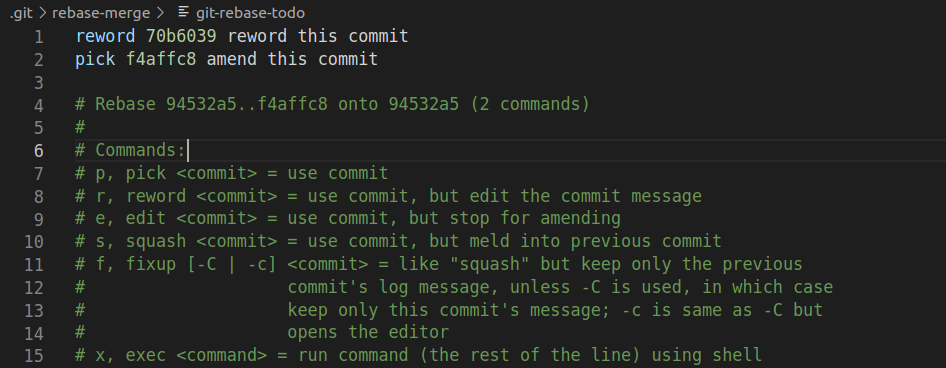 .git > rebase-merge > git-rebase-todo
1 reword 70b6039 reword this commit
2 pick f4affc8 amend this commit
3
4 # Rebase 94532a5..f4affc8 onto 94532a5 (2 commands)
5 #
6 # Commands:
7 # p, pick <commit> = use commit
8 # r, reword <commit> = use commit, but edit the commit message
9 # e, edit <commit> = use commit, but stop for amending
10 # s, squash <commit> = use commit, but meld into previous commit
11 # f, fixup [-C | -c] <commit> = like "squash" but keep only the previous
12 #                    commit's log message, unless -C is used, in which case
13 #                    keep only this commit's message; -c is same as -C but
14 #                    opens the editor
15 # x, exec <command> = run command (the rest of the line) using shell